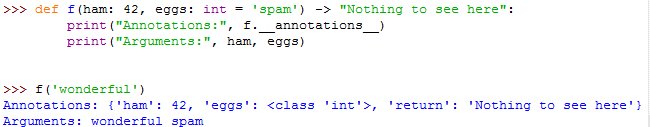 >>> def f(ham: 42, eggs: int = 'spam') -> "Nothing to see here":
        print("Annotations:", f.__annotations__)
        print("Arguments:", ham, eggs)
>>> f('wonderful')
Annotations: {'ham': 42, 'eggs': <class 'int'>, 'return': 'Nothing to see here'}
Arguments: wonderful spam